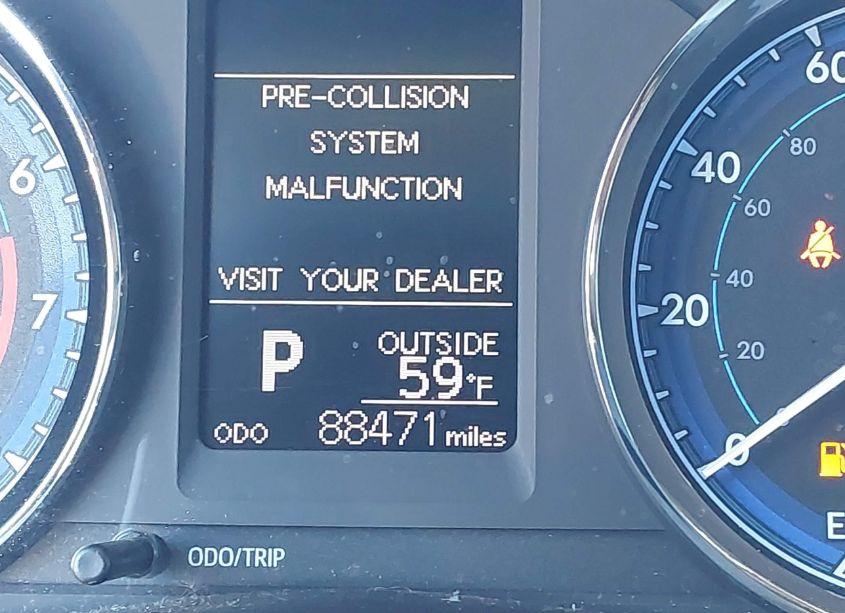 PRE-COLLISION
SYSTEM
MALFUNCTION
VISIT YOUR DEALER
P
OUTSIDE
59°F
ODO 88471 miles
ODO/TRIP
6
7
60
40
20
0
80
60
40
20
0
E